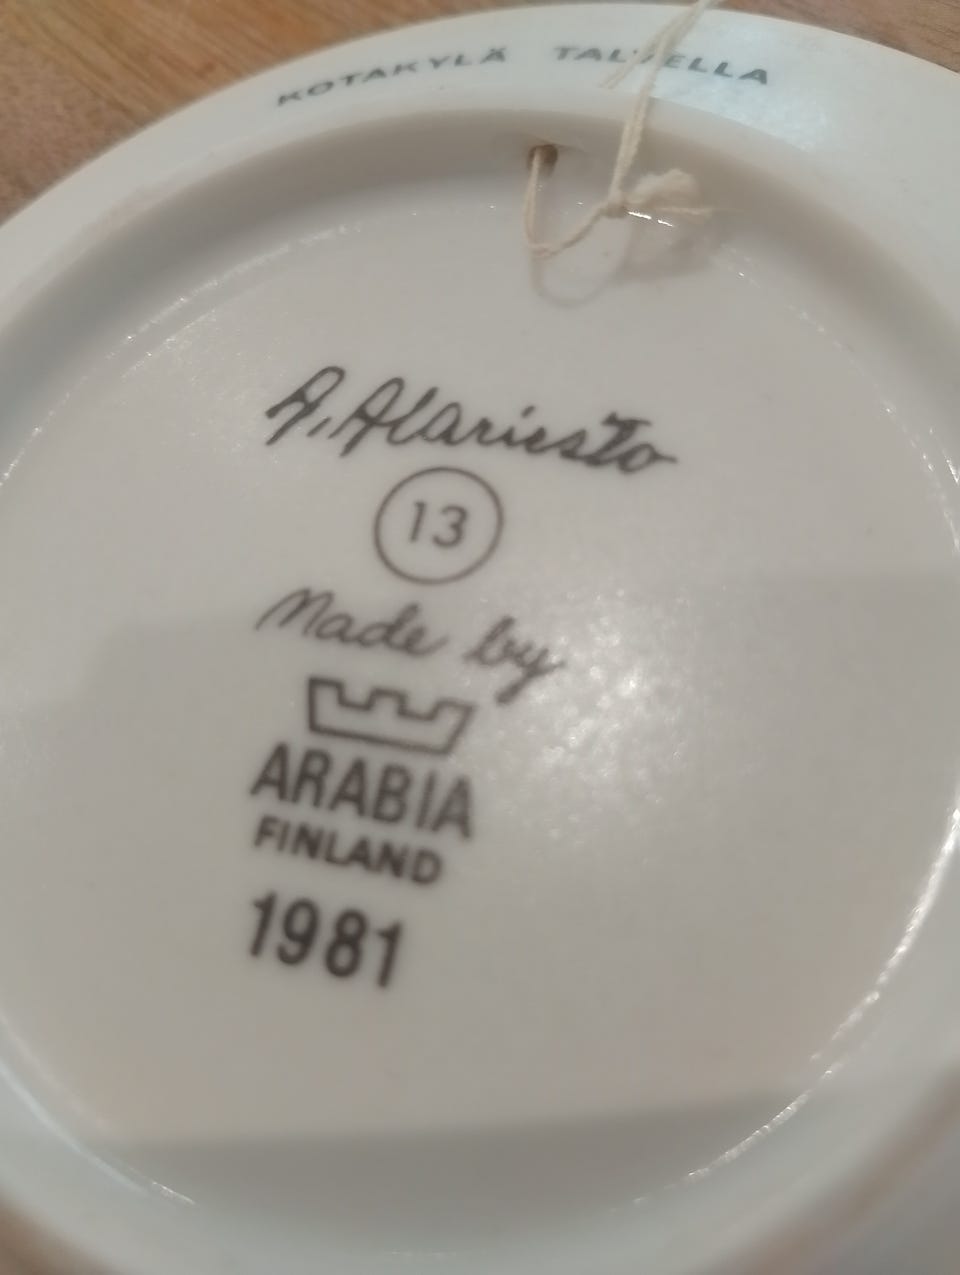 KOTAKYLÄ TALVELLA
A. Alariesto
13
Made by
ARABIA
FINLAND
1981